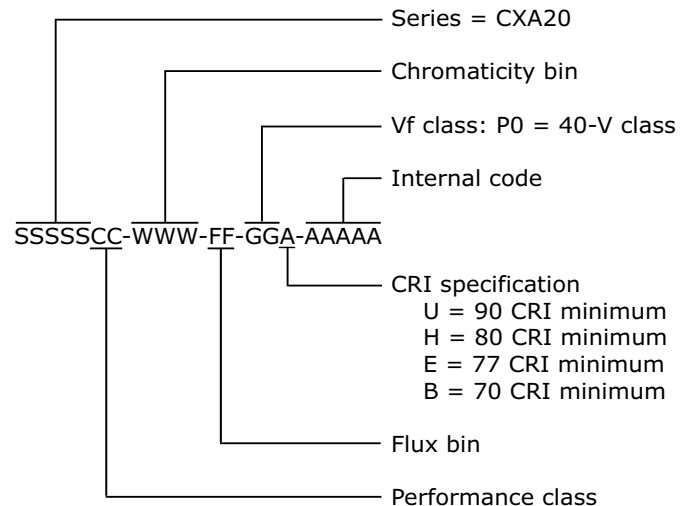 Series = CXA20
Chromaticity bin
Vf class: P0 = 40-V class
Internal code
SSSSSCC-WWW-FF-GGA-AAAAA
CRI specification
U = 90 CRI minimum
H = 80 CRI minimum
E = 77 CRI minimum
B = 70 CRI minimum
Flux bin
Performance class